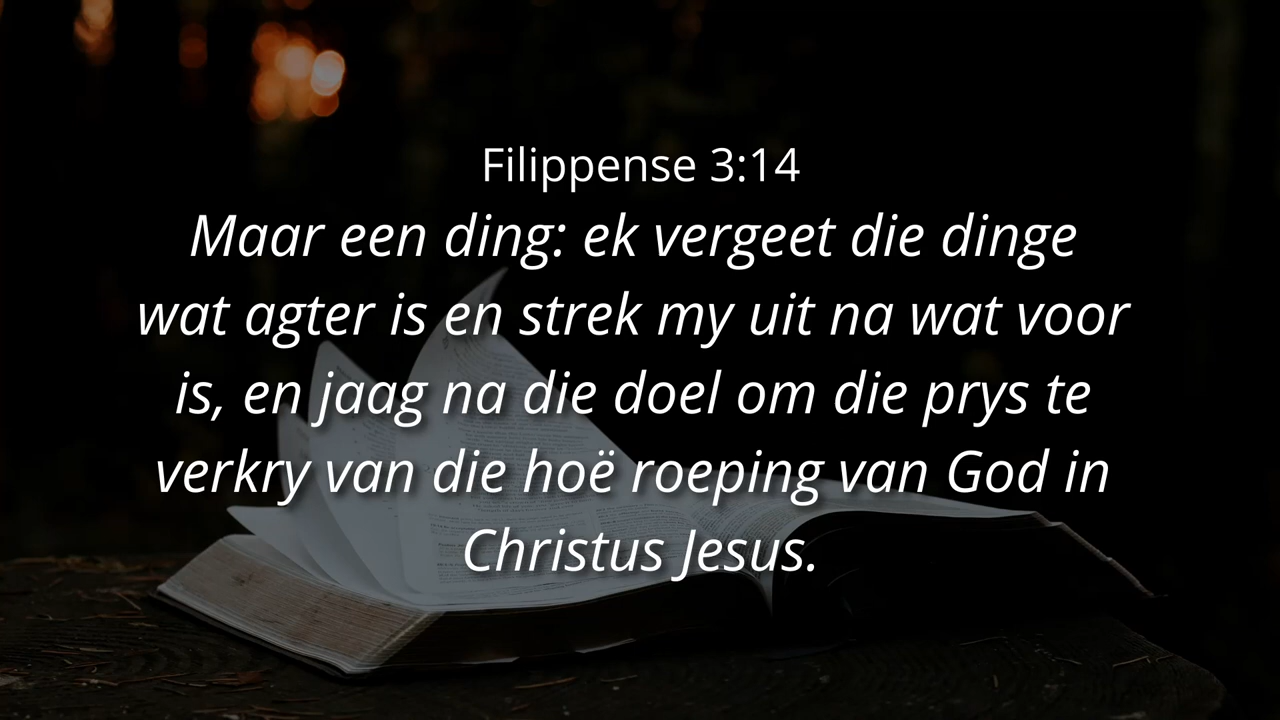 Filippense 3:14
Maar een ding: ek vergeet die dinge
wat agter is en strek my uit na wat voor
is, en jaag na die doel om die prys te
verkry van die hoë roeping van God in
Christus Jesus.